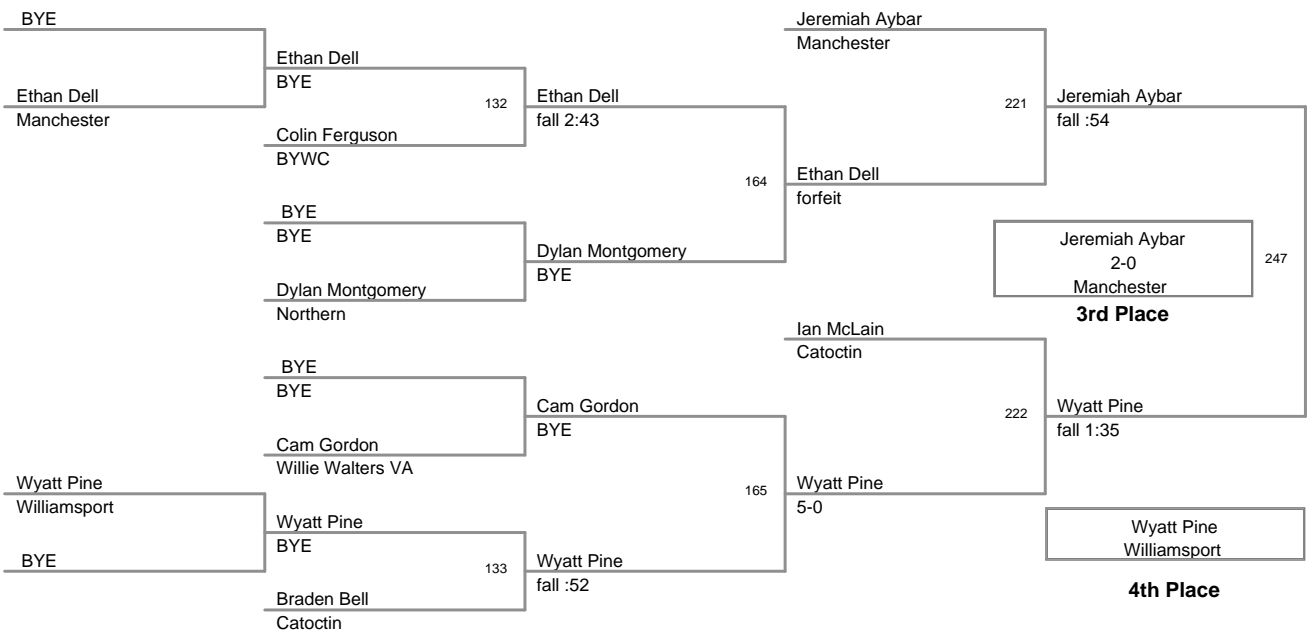 BYE
Ethan Dell
Manchester
Ethan Dell
BYE
132
Colin Ferguson
BYWC
Ethan Dell
fall 2:43
BYE
BYE
Dylan Montgomery
Northern
Dylan Montgomery
BYE
164
Jeremiah Aybar
Manchester
Ethan Dell
forfeit
221
Jeremiah Aybar
fall :54
Jeremiah Aybar
2-0
Manchester
247
3rd Place
BYE
BYE
Cam Gordon
Willie Walters VA
Cam Gordon
BYE
Wyatt Pine
Williamsport
BYE
Wyatt Pine
BYE
133
Braden Bell
Catoctin
Wyatt Pine
fall :52
165
Ian McLain
Catoctin
Wyatt Pine
5-0
222
Wyatt Pine
fall 1:35
Wyatt Pine
Williamsport
4th Place